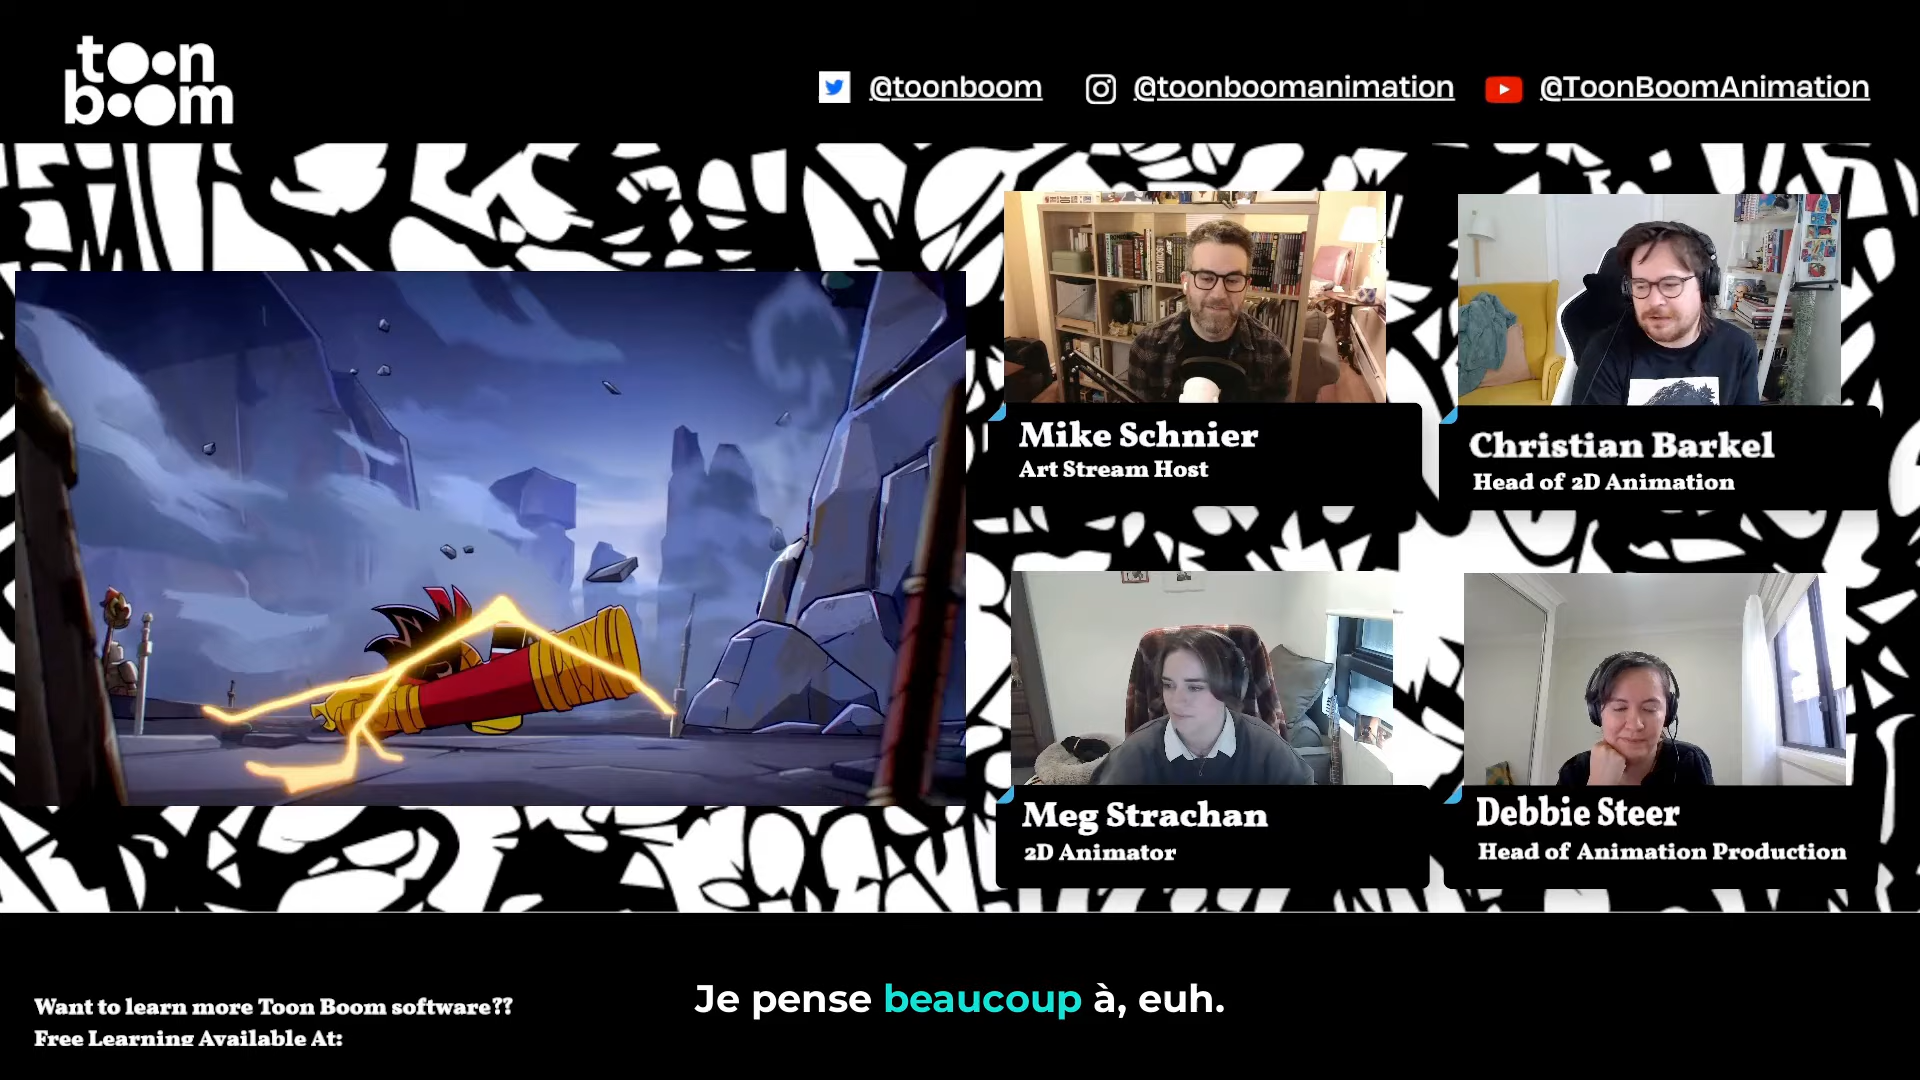 toon
boom
@toonboom
@toonboomanimation
@ToonBoomAnimation
Mike Schnier
Art Stream Host
Christian Barkel
Head of 2D Animation
Meg Strachan
2D Animator
Debbie Steer
Head of Animation Production
Je pense beaucoup à, euh.
Want to learn more Toon Boom software??
Free Learning Available At: